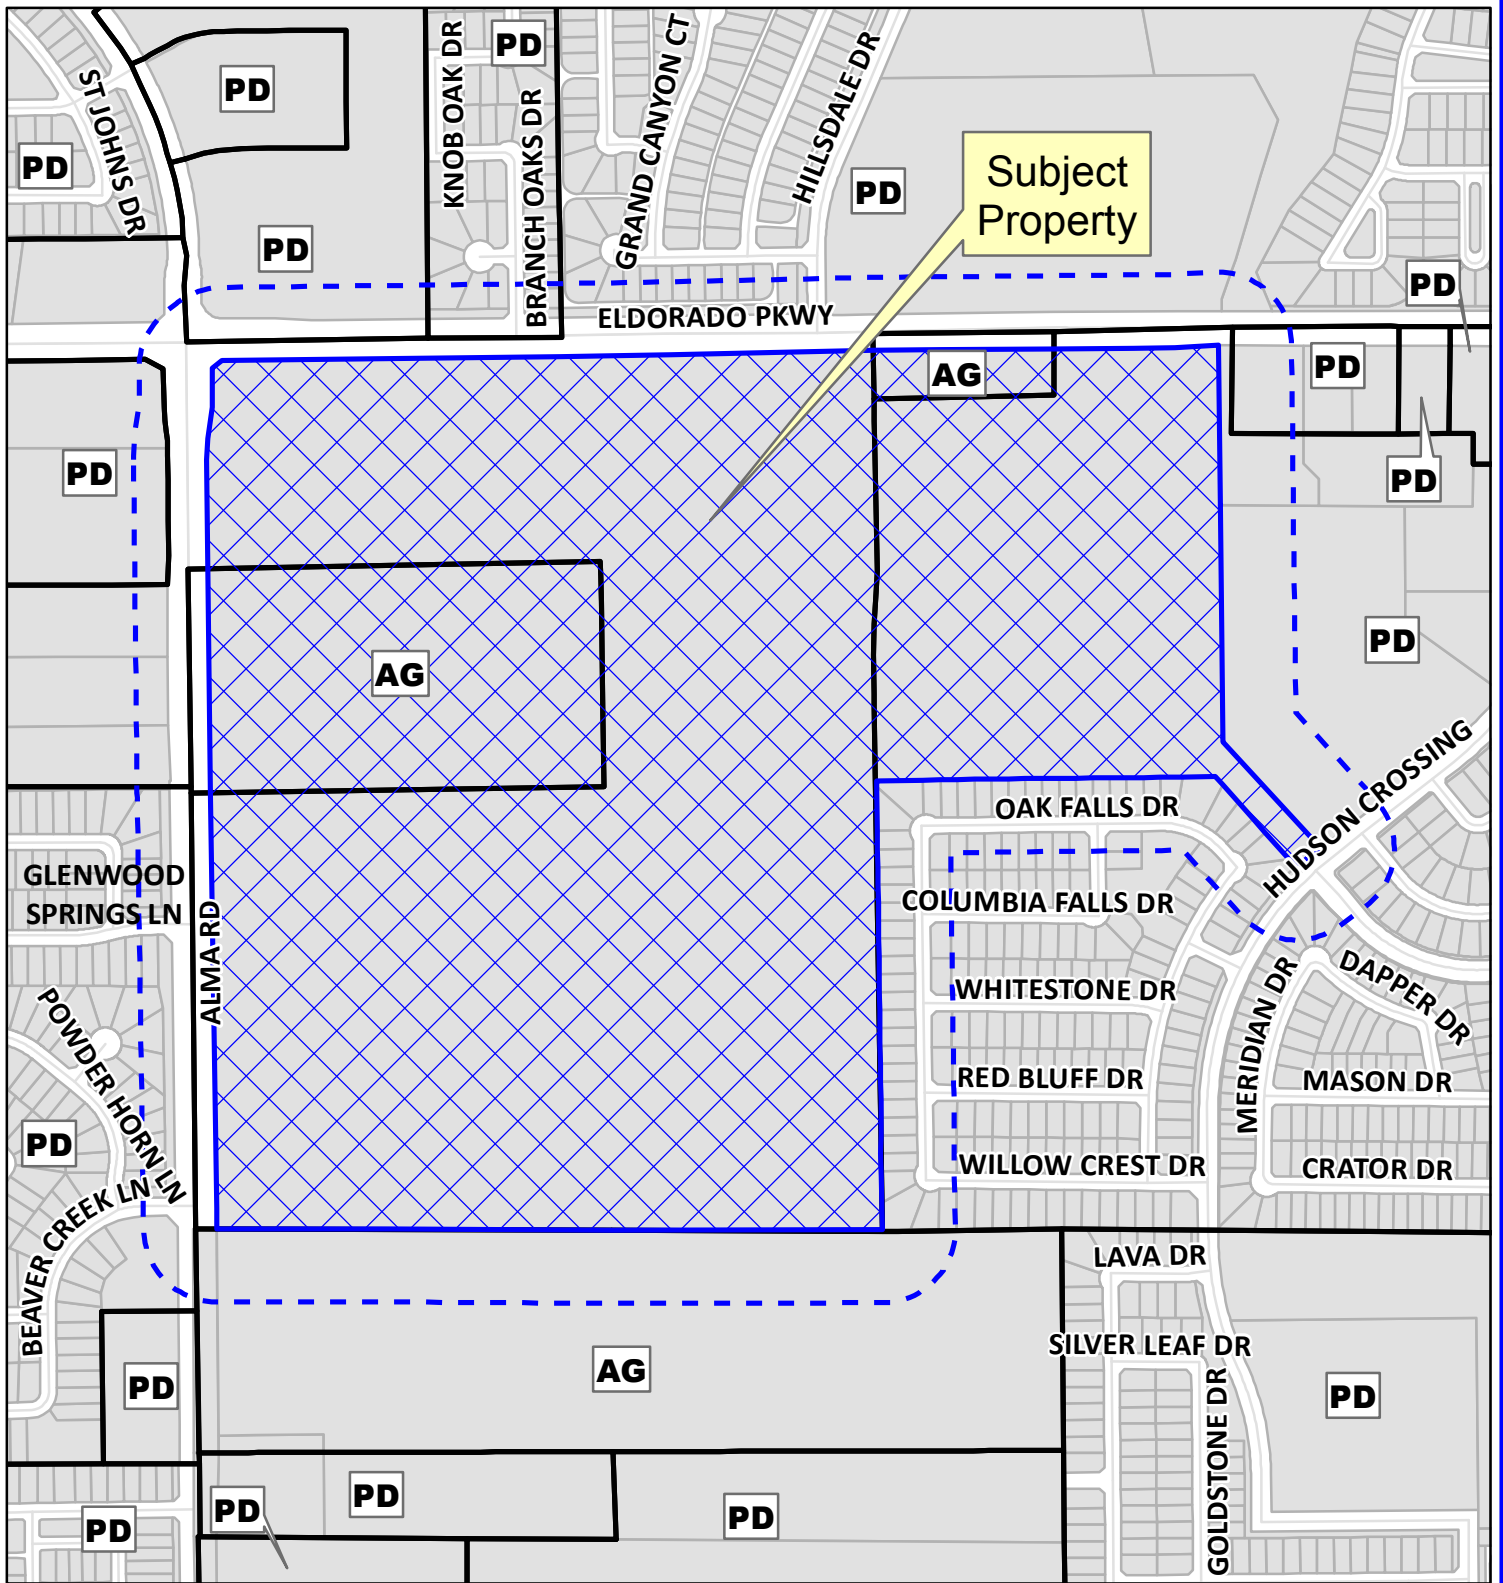 PD
KNOB OAK DR
GRAND CANYON CT
HILLSDALE DR
ST JOHNS DR
PD
BRANCH OAKS DR
PD
PD
Subject
Property
PD
PD
ELDORADO PKWY
AG
PD
PD
PD
PD
AG
HUDSON CROSSING
OAK FALLS DR
GLENWOOD
SPRINGS LN
COLUMBIA FALLS DR
ALMA RD
WHITESTONE DR
DAPPER DR
POWDER HORN LN
MERIDIAN DR
RED BLUFF DR
MASON DR
PD
WILLOW CREST DR
CRATOR DR
BEAVER CREEK LN
LAVA DR
SILVER LEAF DR
AG
PD
PD
GOLDSTONE DR
PD
PD
PD
PD